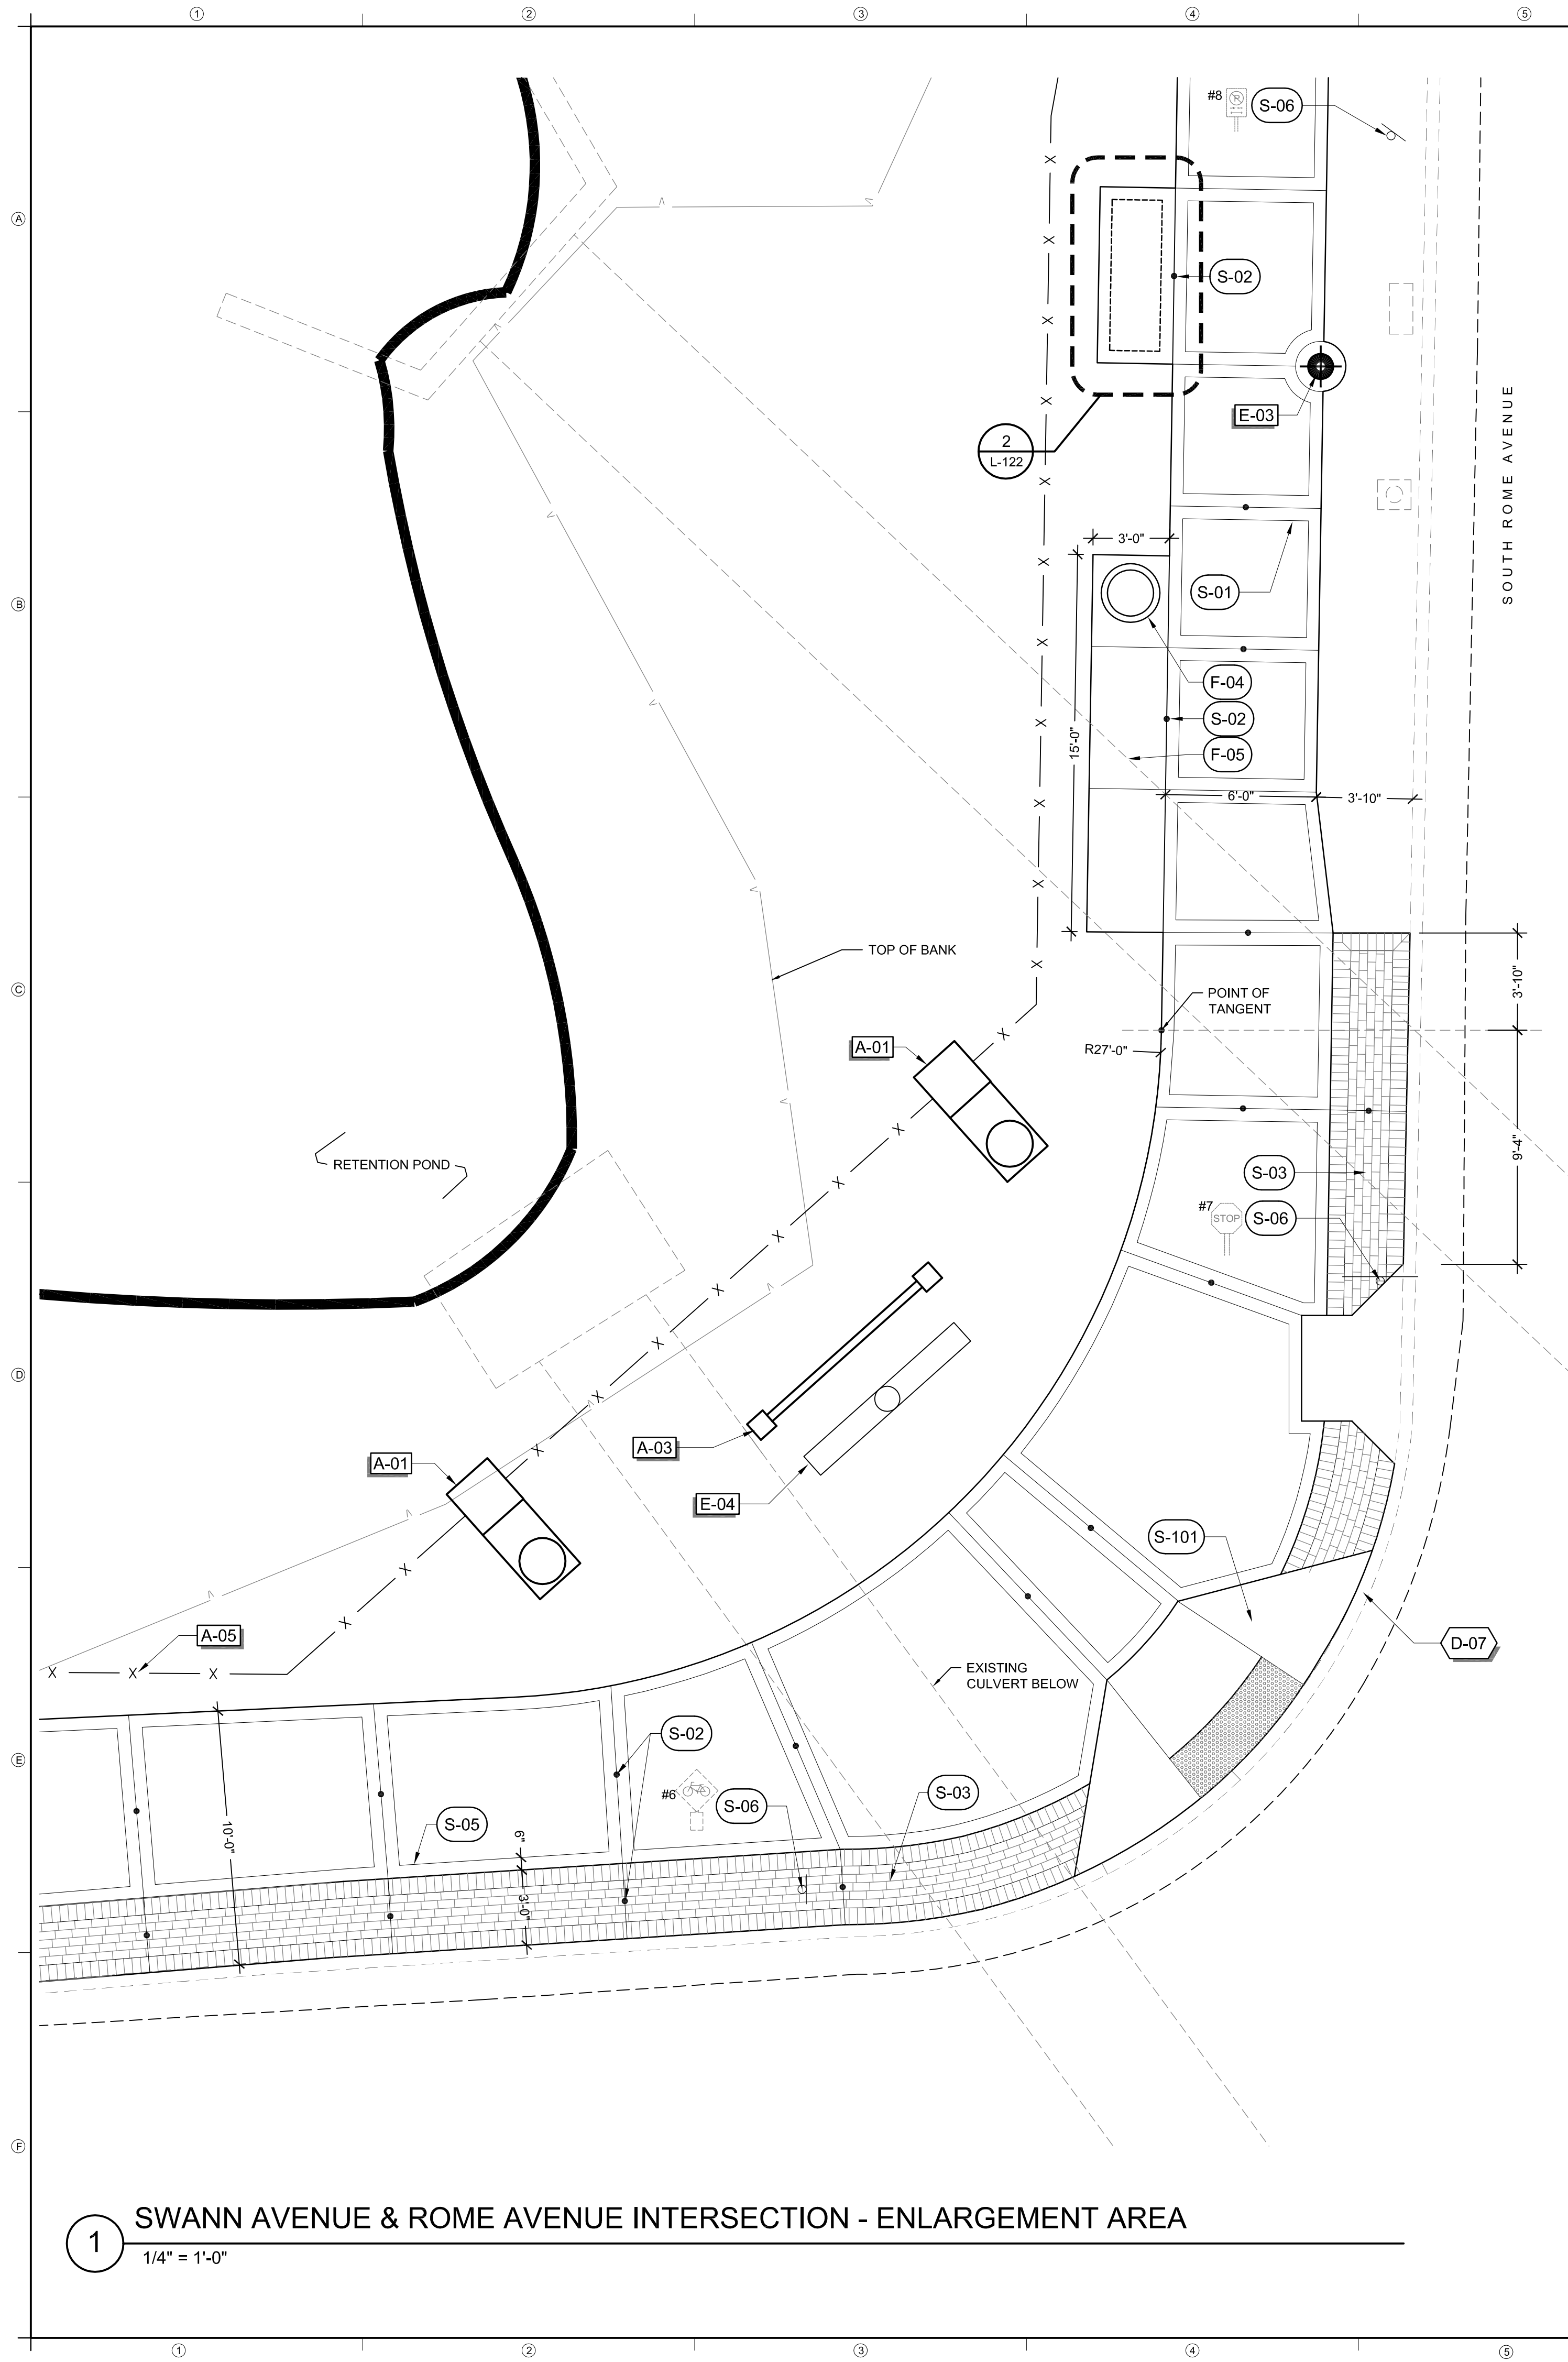 1
2
3
4
5
#8
S-06
A
S-02
E-03
2
L-122
SOUTH ROME AVENUE
3'-0"
S-01
B
F-04
S-02
15'-0"
F-05
6'-0"
3'-10"
TOP OF BANK
3'-10"
C
POINT OF
TANGENT
A-01
R27'-0"
9'-4"
RETENTION POND
S-03
#7
STOP
S-06
D
A-03
A-01
E-04
S-101
A-05
D-07
EXISTING
CULVERT BELOW
S-02
E
#6
S-06
S-03
S-05
10'-0"
6"
3'-0"
F
1
SWANN AVENUE & ROME AVENUE INTERSECTION - ENLARGEMENT AREA
1/4" = 1'-0"
1
2
3
4
5